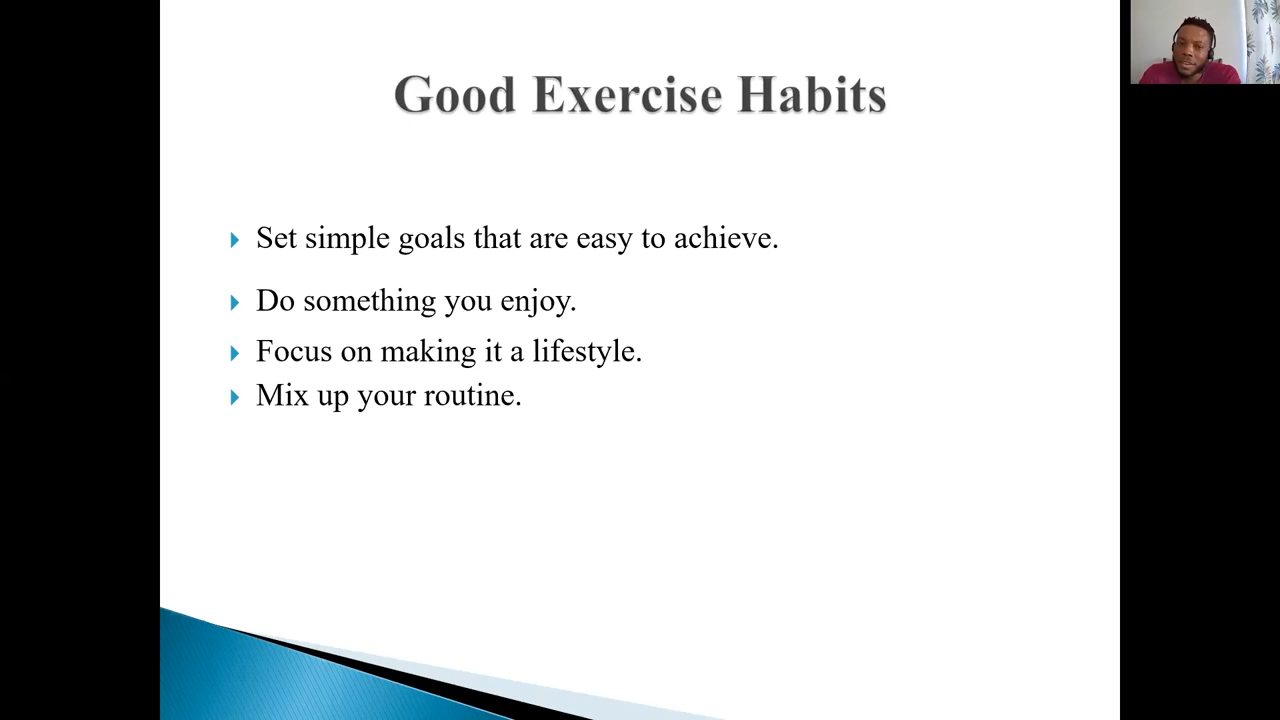 Good Exercise Habits
Set simple goals that are easy to achieve.
Do something you enjoy.
Focus on making it a lifestyle.
Mix up your routine.